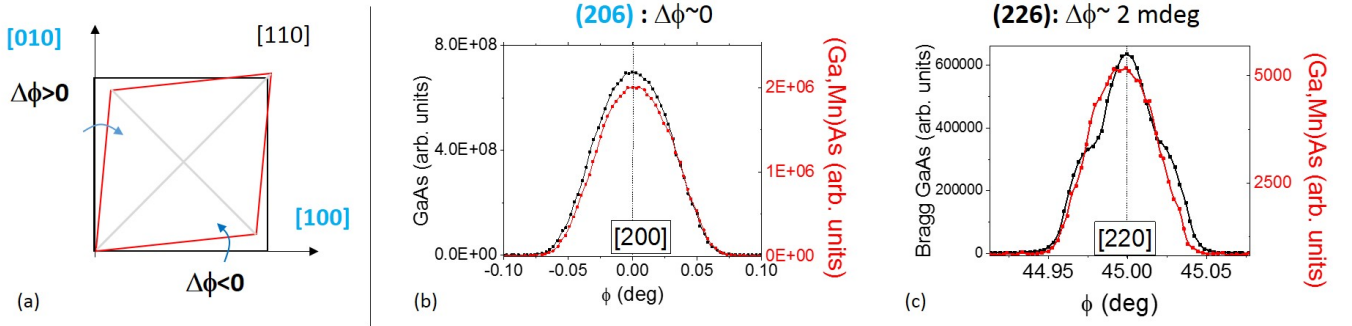 [010]
[110]
Δϕ>0
[100]
Δϕ<0
(a)
(206) : Δϕ~0
8.0E+08
4.0E+08
0.0E+00
GaAs (arb. units)
2E+06
1E+06
0E+00
(Ga,Mn)As (arb. units)
[200]
-0.10
-0.05
0.00
0.05
0.10
ϕ (deg)
(b)
(226): Δϕ~ 2 mdeg
600000
400000
200000
0
Bragg GaAs (arb. units)
5000
2500
(Ga,Mn)As (arb. units)
[220]
44.95
45.00
45.05
ϕ (deg)
(c)